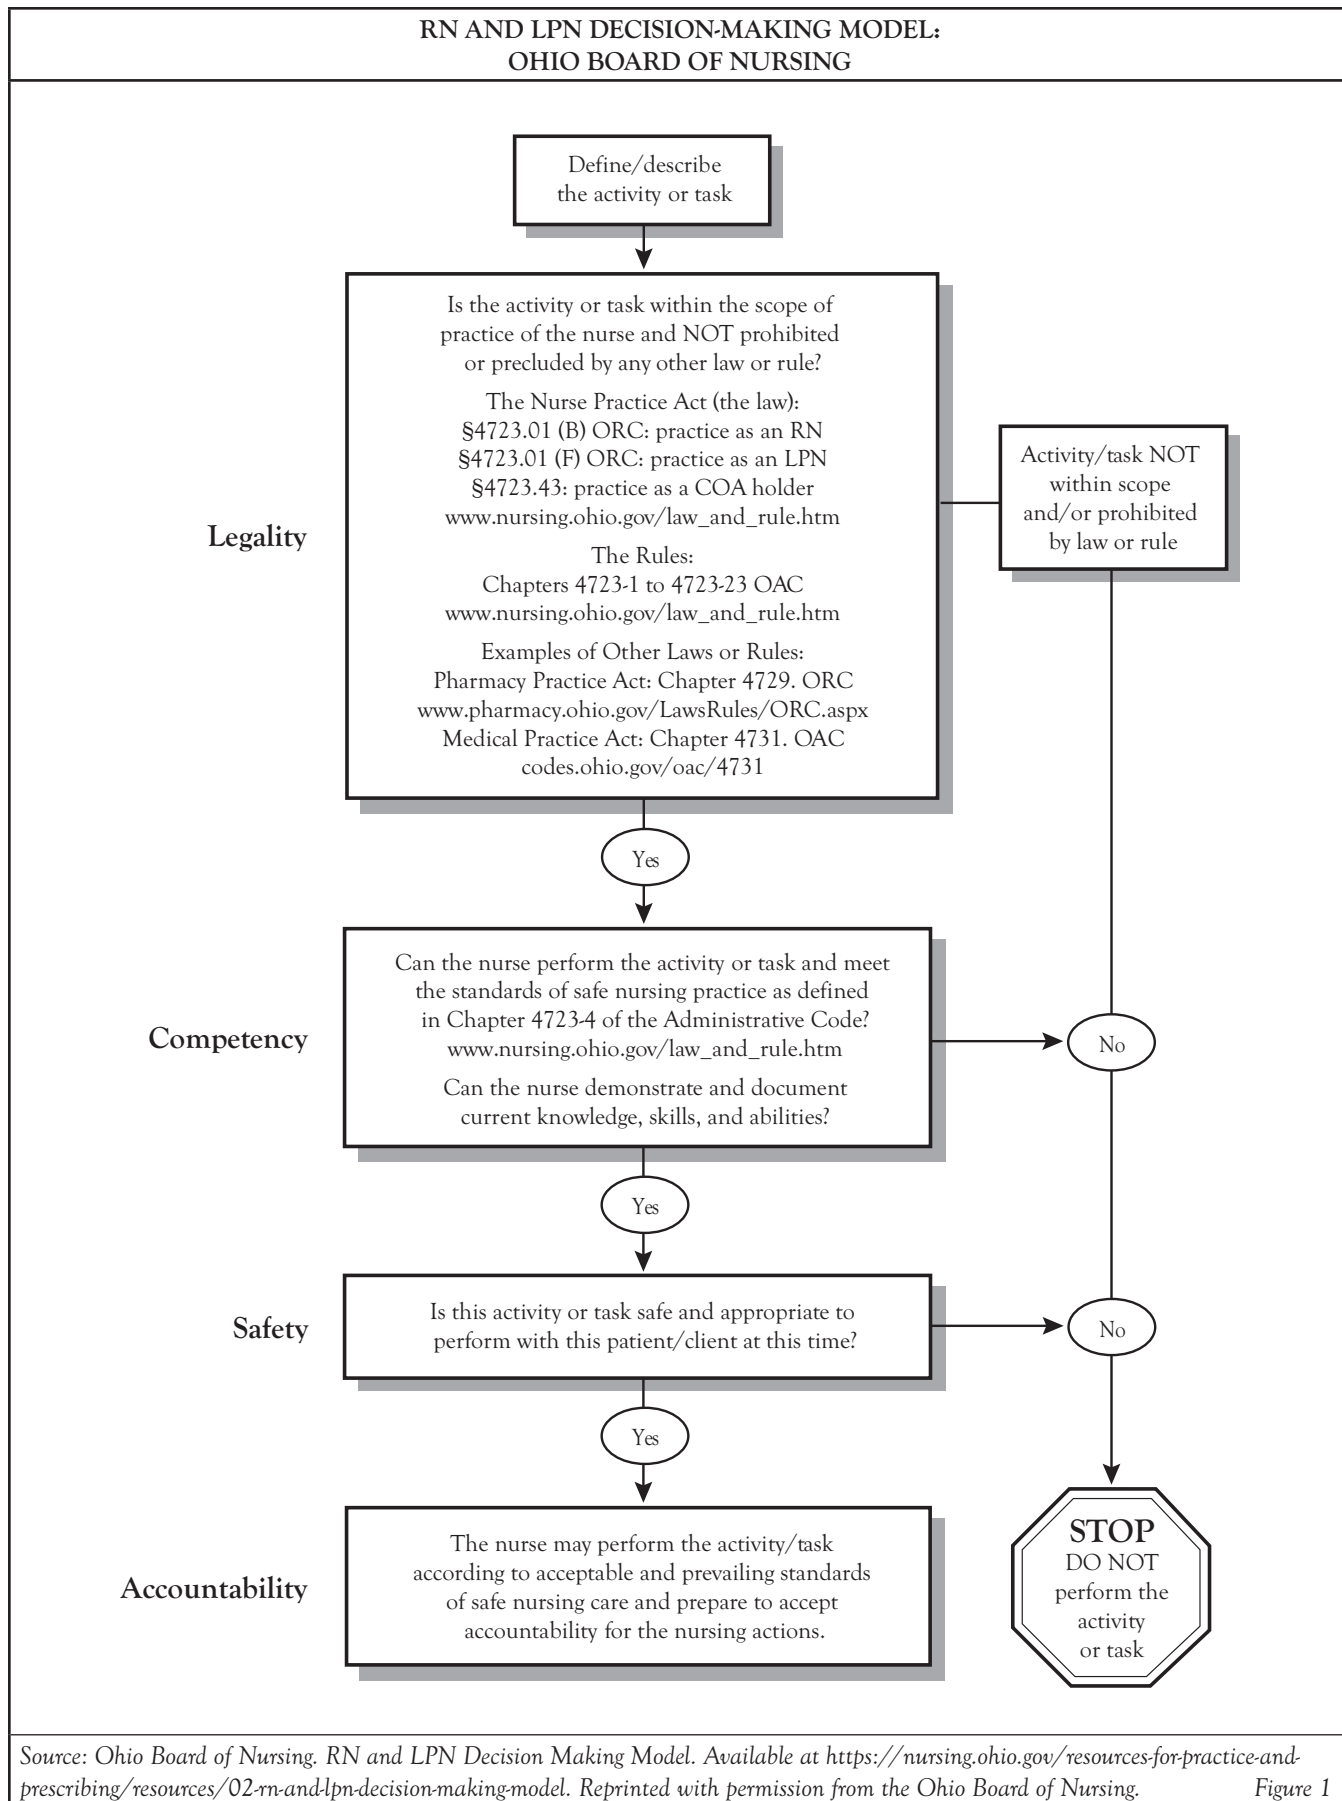 RN AND LPN DECISION-MAKING MODEL:
OHIO BOARD OF NURSING
Define/describe
the activity or task
Legality
Is the activity or task within the scope of
practice of the nurse and NOT prohibited
or precluded by any other law or rule?
The Nurse Practice Act (the law):
§4723.01 (B) ORC: practice as an RN
§4723.01 (F) ORC: practice as an LPN
§4723.43: practice as a COA holder
www.nursing.ohio.gov/law_and_rule.htm
The Rules:
Chapters 4723-1 to 4723-23 OAC
www.nursing.ohio.gov/law_and_rule.htm
Examples of Other Laws or Rules:
Pharmacy Practice Act: Chapter 4729. ORC
www.pharmacy.ohio.gov/LawsRules/ORC.aspx
Medical Practice Act: Chapter 4731. OAC
codes.ohio.gov/oac/4731
Activity/task NOT
within scope
and/or prohibited
by law or rule
Yes
Competency
Can the nurse perform the activity or task and meet
the standards of safe nursing practice as defined
in Chapter 4723-4 of the Administrative Code?
www.nursing.ohio.gov/law_and_rule.htm
Can the nurse demonstrate and document
current knowledge, skills, and abilities?
No
Yes
Safety
Is this activity or task safe and appropriate to
perform with this patient/client at this time?
No
Yes
Accountability
The nurse may perform the activity/task
according to acceptable and prevailing standards
of safe nursing care and prepare to accept
accountability for the nursing actions.
STOP
DO NOT
perform the
activity
or task
Source: Ohio Board of Nursing. RN and LPN Decision Making Model. Available at https://nursing.ohio.gov/resources-for-practice-and-
prescribing/resources/02-rn-and-lpn-decision-making-model. Reprinted with permission from the Ohio Board of Nursing. Figure 1